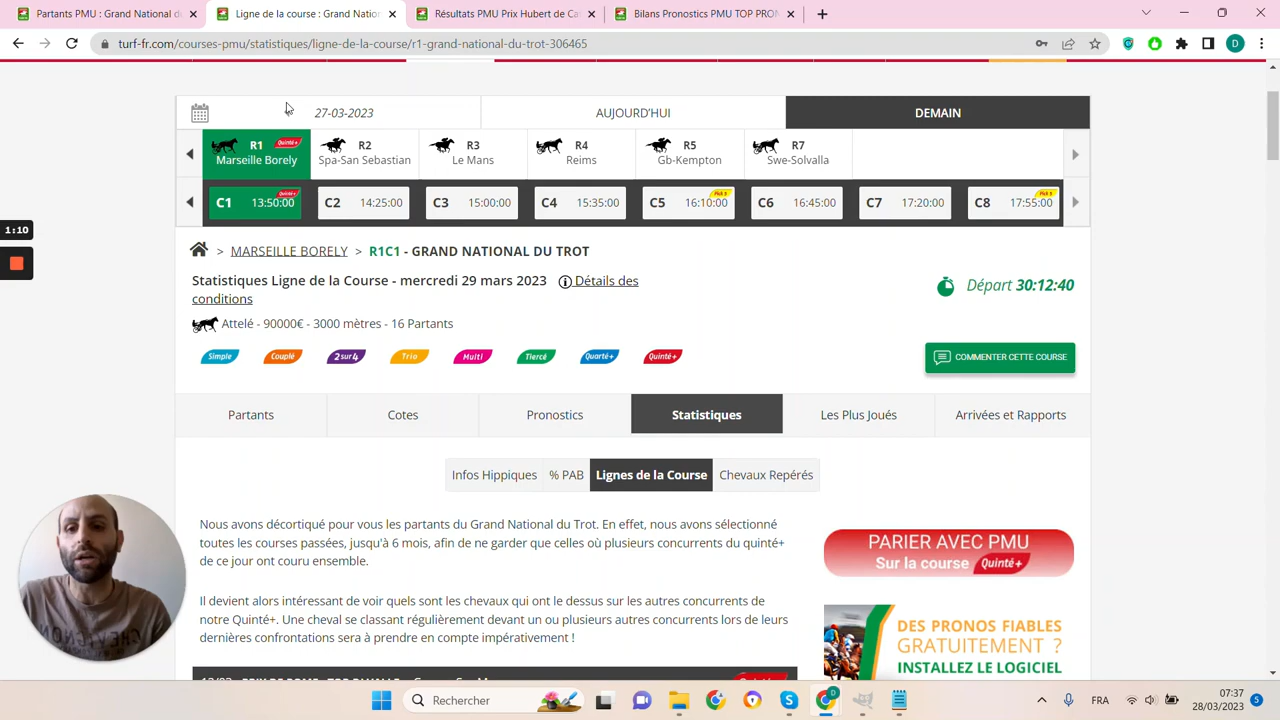 Partants PMU : Grand National d
Ligne de la course : Grand Natio
Résultats PMU Prix Hubert de Ca
Bilans Pronostics PMU TOP PRO
turf-fr.com/courses-pmu/statistiques/ligne-de-la-course/r1-grand-national-du-trot-306465
27-03-2023
AUJOURD'HUI
DEMAIN
R1 Quinté+
Marseille Borely
R2
Spa-San Sebastian
R3
Le Mans
R4
Reims
R5
Gb-Kempton
R7
Swe-Solvalla
C1 13:50:00 Quinté+
C2 14:25:00
C3 15:00:00
C4 15:35:00
C5 16:10:00 Pick 5
C6 16:45:00
C7 17:20:00
C8 17:55:00 Pick 5
1:10
> MARSEILLE BORELY > R1C1 - GRAND NATIONAL DU TROT
Statistiques Ligne de la Course - mercredi 29 mars 2023 Détails des
conditions
Départ 30:12:40
Attelé - 90000€ - 3000 mètres - 16 Partants
Simple Couplé 2sur4 Trio Multi Tiercé Quarté+ Quinté+
COMMENTER CETTE COURSE
Partants Cotes Pronostics Statistiques Les Plus Joués Arrivées et Rapports
Infos Hippiques % PAB Lignes de la Course Chevaux Repérés
Nous avons décortiqué pour vous les partants du Grand National du Trot. En effet, nous avons sélectionné
toutes les courses passées, jusqu'à 6 mois, afin de ne garder que celles où plusieurs concurrents du quinté+
de ce jour ont couru ensemble.
Il devient alors intéressant de voir quels sont les chevaux qui ont le dessus sur les autres concurrents de
notre Quinté+. Une cheval se classant régulièrement devant un ou plusieurs autres concurrents lors de leurs
dernières confrontations sera à prendre en compte impérativement !
PARIER AVEC PMU
Sur la course Quinté+
DES PRONOS FIABLES
GRATUITEMENT ?
INSTALLEZ LE LOGICIEL
Rechercher
FRA
07:37
28/03/2023